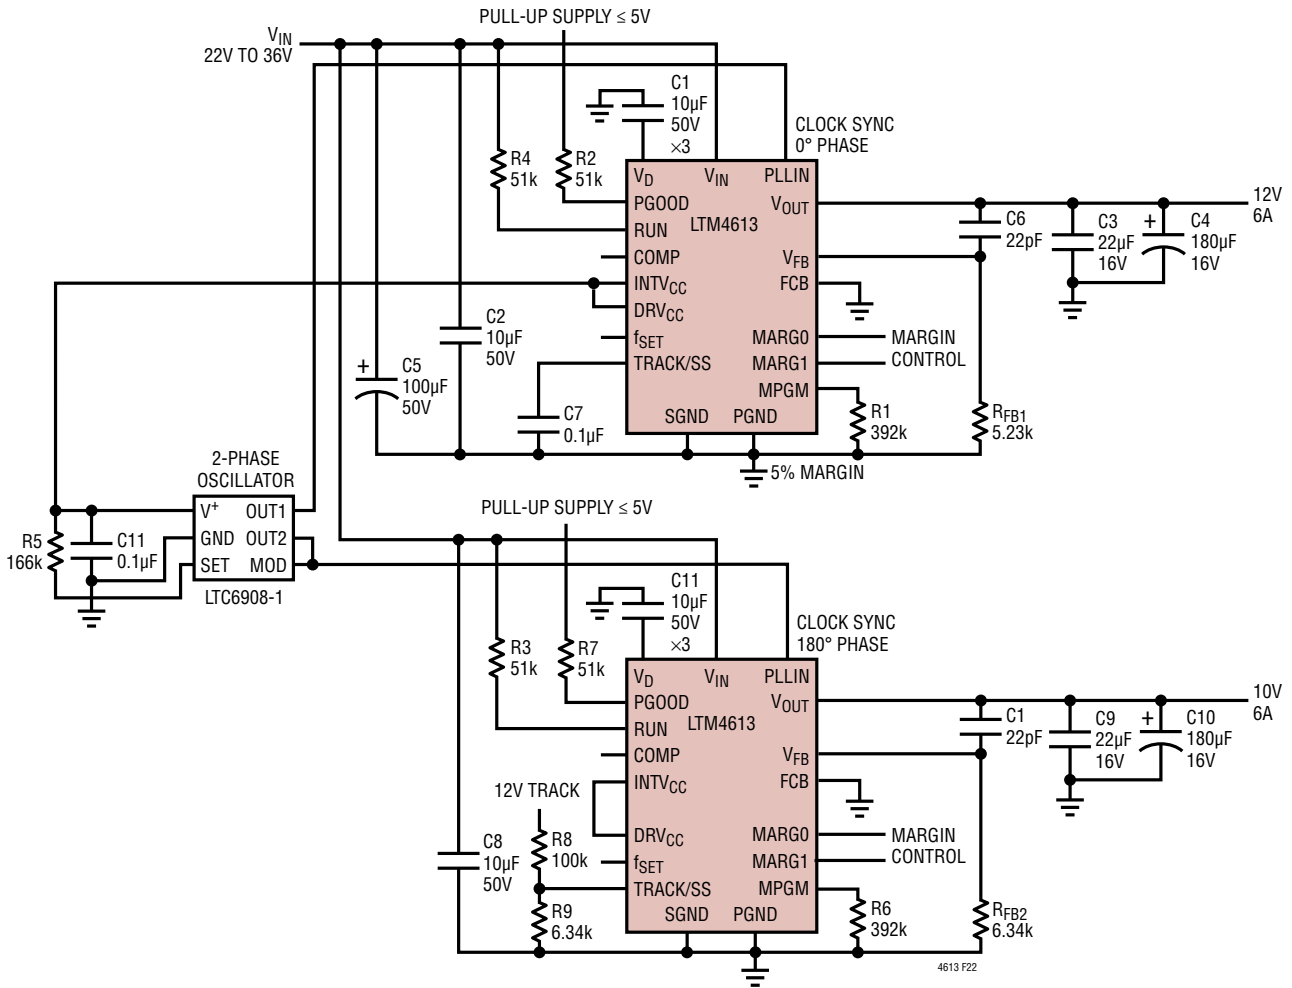 PULL-UP SUPPLY ≤ 5V
VIN
22V TO 36V
C1
10µF
50V
×3
CLOCK SYNC
0° PHASE
R4
51k
R2
51k
VD
VIN
PLLIN
PGOOD
VOUT
LTM4613
RUN
COMP
VFB
INTVCC
FCB
DRVCC
fSET
MARG0
TRACK/SS
MARG1
MPGM
SGND
PGND
12V
6A
C6
22pF
C3
22µF
16V
+
C4
180µF
16V
MARGIN
CONTROL
C2
10µF
50V
+
C5
100µF
50V
C7
0.1µF
R1
392k
RFB1
5.23k
5% MARGIN
2-PHASE
OSCILLATOR
V+
OUT1
GND
OUT2
SET
MOD
LTC6908-1
R5
166k
C11
0.1µF
PULL-UP SUPPLY ≤ 5V
C11
10µF
50V
×3
CLOCK SYNC
180° PHASE
R3
51k
R7
51k
VD
VIN
PLLIN
PGOOD
VOUT
LTM4613
RUN
COMP
VFB
INTVCC
FCB
DRVCC
MARG0
fSET
MARG1
TRACK/SS
MPGM
SGND
PGND
10V
6A
C1
22pF
C9
22µF
16V
+
C10
180µF
16V
MARGIN
CONTROL
12V TRACK
C8
10µF
50V
R8
100k
R9
6.34k
R6
392k
RFB2
6.34k
4613 F22